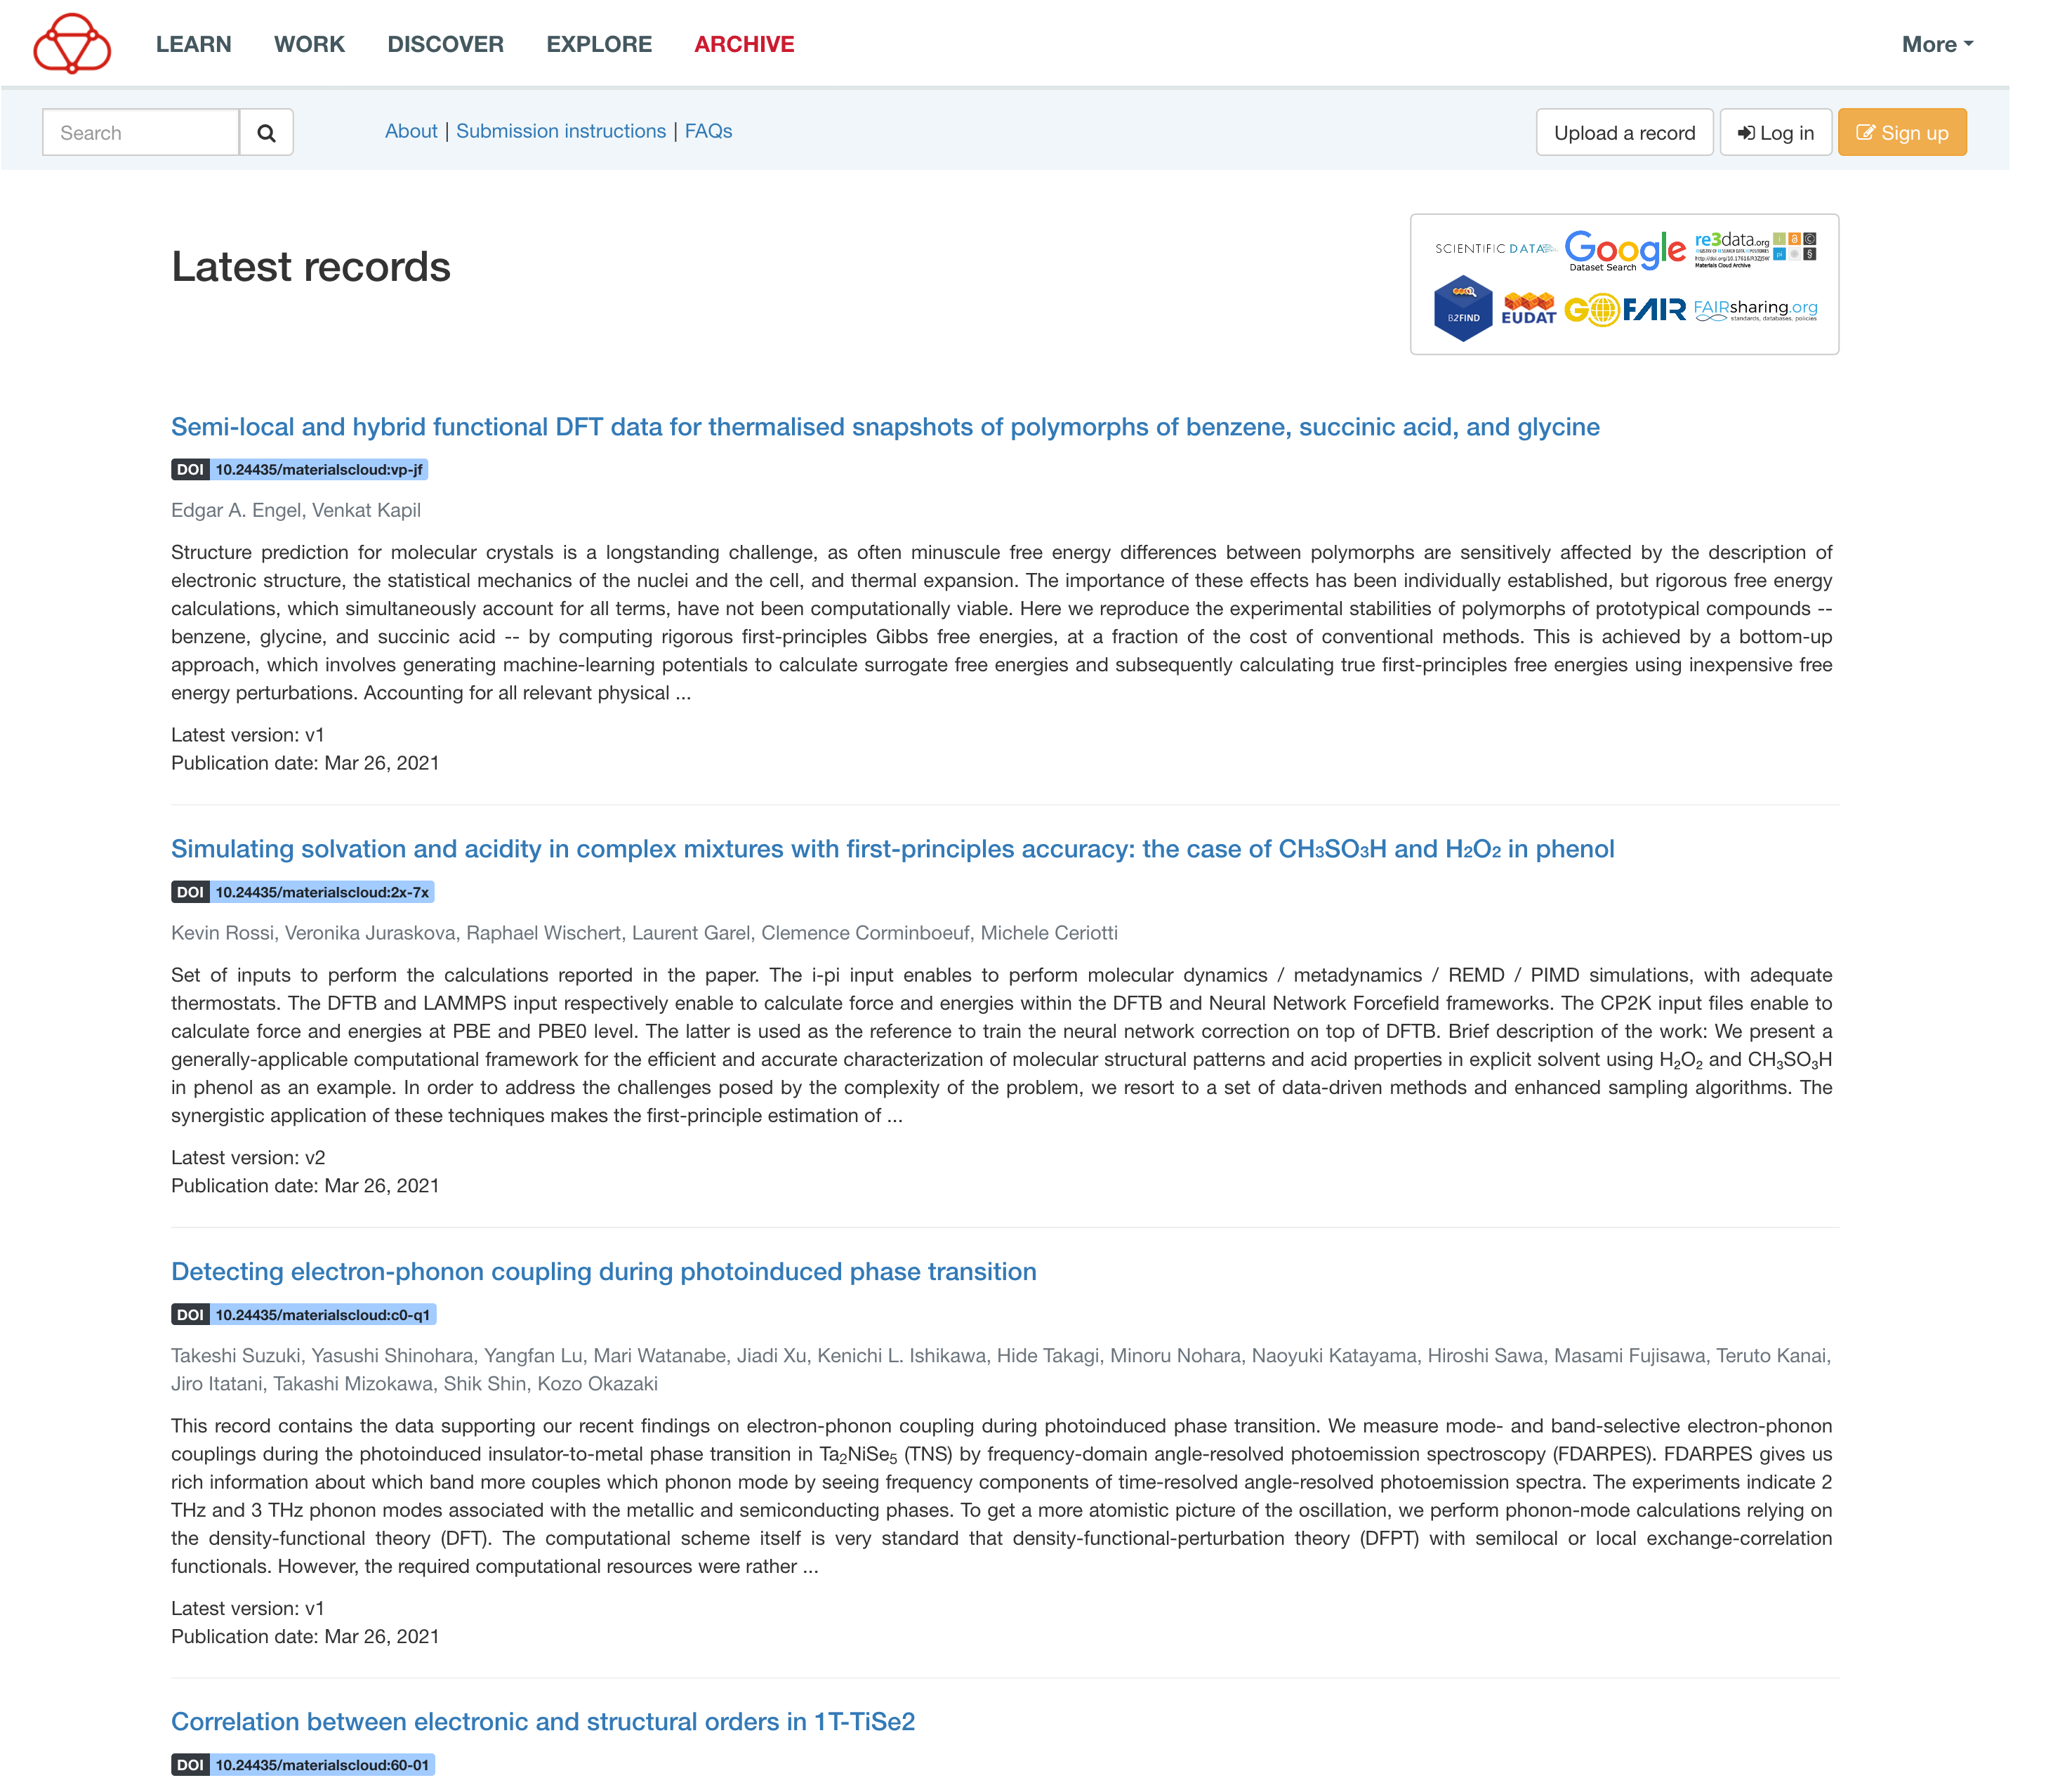 LEARN WORK DISCOVER EXPLORE ARCHIVE More
Search About | Submission instructions | FAQs Upload a record Log in Sign up
Latest records
SCIENTIFIC DATA Google Dataset Search re3data.org
Materials Cloud Archive
B2FIND EUDAT GO FAIR FAIRsharing.org
standards, databases, policies
Semi-local and hybrid functional DFT data for thermalised snapshots of polymorphs of benzene, succinic acid, and glycine
DOI 10.24435/materialscloud:vp-jf
Edgar A. Engel, Venkat Kapil
Structure prediction for molecular crystals is a longstanding challenge, as often minuscule free energy differences between polymorphs are sensitively affected by the description of
electronic structure, the statistical mechanics of the nuclei and the cell, and thermal expansion. The importance of these effects has been individually established, but rigorous free energy
calculations, which simultaneously account for all terms, have not been computationally viable. Here we reproduce the experimental stabilities of polymorphs of prototypical compounds --
benzene, glycine, and succinic acid -- by computing rigorous first-principles Gibbs free energies, at a fraction of the cost of conventional methods. This is achieved by a bottom-up
approach, which involves generating machine-learning potentials to calculate surrogate free energies and subsequently calculating true first-principles free energies using inexpensive free
energy perturbations. Accounting for all relevant physical ...
Latest version: v1
Publication date: Mar 26, 2021
Simulating solvation and acidity in complex mixtures with first-principles accuracy: the case of CH₃SO₃H and H₂O₂ in phenol
DOI 10.24435/materialscloud:2x-7x
Kevin Rossi, Veronika Juraskova, Raphael Wischert, Laurent Garel, Clemence Corminboeuf, Michele Ceriotti
Set of inputs to perform the calculations reported in the paper. The i-pi input enables to perform molecular dynamics / metadynamics / REMD / PIMD simulations, with adequate
thermostats. The DFTB and LAMMPS input respectively enable to calculate force and energies within the DFTB and Neural Network Forcefield frameworks. The CP2K input files enable to
calculate force and energies at PBE and PBE0 level. The latter is used as the reference to train the neural network correction on top of DFTB. Brief description of the work: We present a
generally-applicable computational framework for the efficient and accurate characterization of molecular structural patterns and acid properties in explicit solvent using H₂O₂ and CH₃SO₃H
in phenol as an example. In order to address the challenges posed by the complexity of the problem, we resort to a set of data-driven methods and enhanced sampling algorithms. The
synergistic application of these techniques makes the first-principle estimation of ...
Latest version: v2
Publication date: Mar 26, 2021
Detecting electron-phonon coupling during photoinduced phase transition
DOI 10.24435/materialscloud:c0-q1
Takeshi Suzuki, Yasushi Shinohara, Yangfan Lu, Mari Watanabe, Jiadi Xu, Kenichi L. Ishikawa, Hide Takagi, Minoru Nohara, Naoyuki Katayama, Hiroshi Sawa, Masami Fujisawa, Teruto Kanai,
Jiro Itatani, Takashi Mizokawa, Shik Shin, Kozo Okazaki
This record contains the data supporting our recent findings on electron-phonon coupling during photoinduced phase transition. We measure mode- and band-selective electron-phonon
couplings during the photoinduced insulator-to-metal phase transition in Ta₂NiSe₅ (TNS) by frequency-domain angle-resolved photoemission spectroscopy (FDARPES). FDARPES gives us
rich information about which band more couples which phonon mode by seeing frequency components of time-resolved angle-resolved photoemission spectra. The experiments indicate 2
THz and 3 THz phonon modes associated with the metallic and semiconducting phases. To get a more atomistic picture of the oscillation, we perform phonon-mode calculations relying on
the density-functional theory (DFT). The computational scheme itself is very standard that density-functional-perturbation theory (DFPT) with semilocal or local exchange-correlation
functionals. However, the required computational resources were rather ...
Latest version: v1
Publication date: Mar 26, 2021
Correlation between electronic and structural orders in 1T-TiSe2
DOI 10.24435/materialscloud:60-01